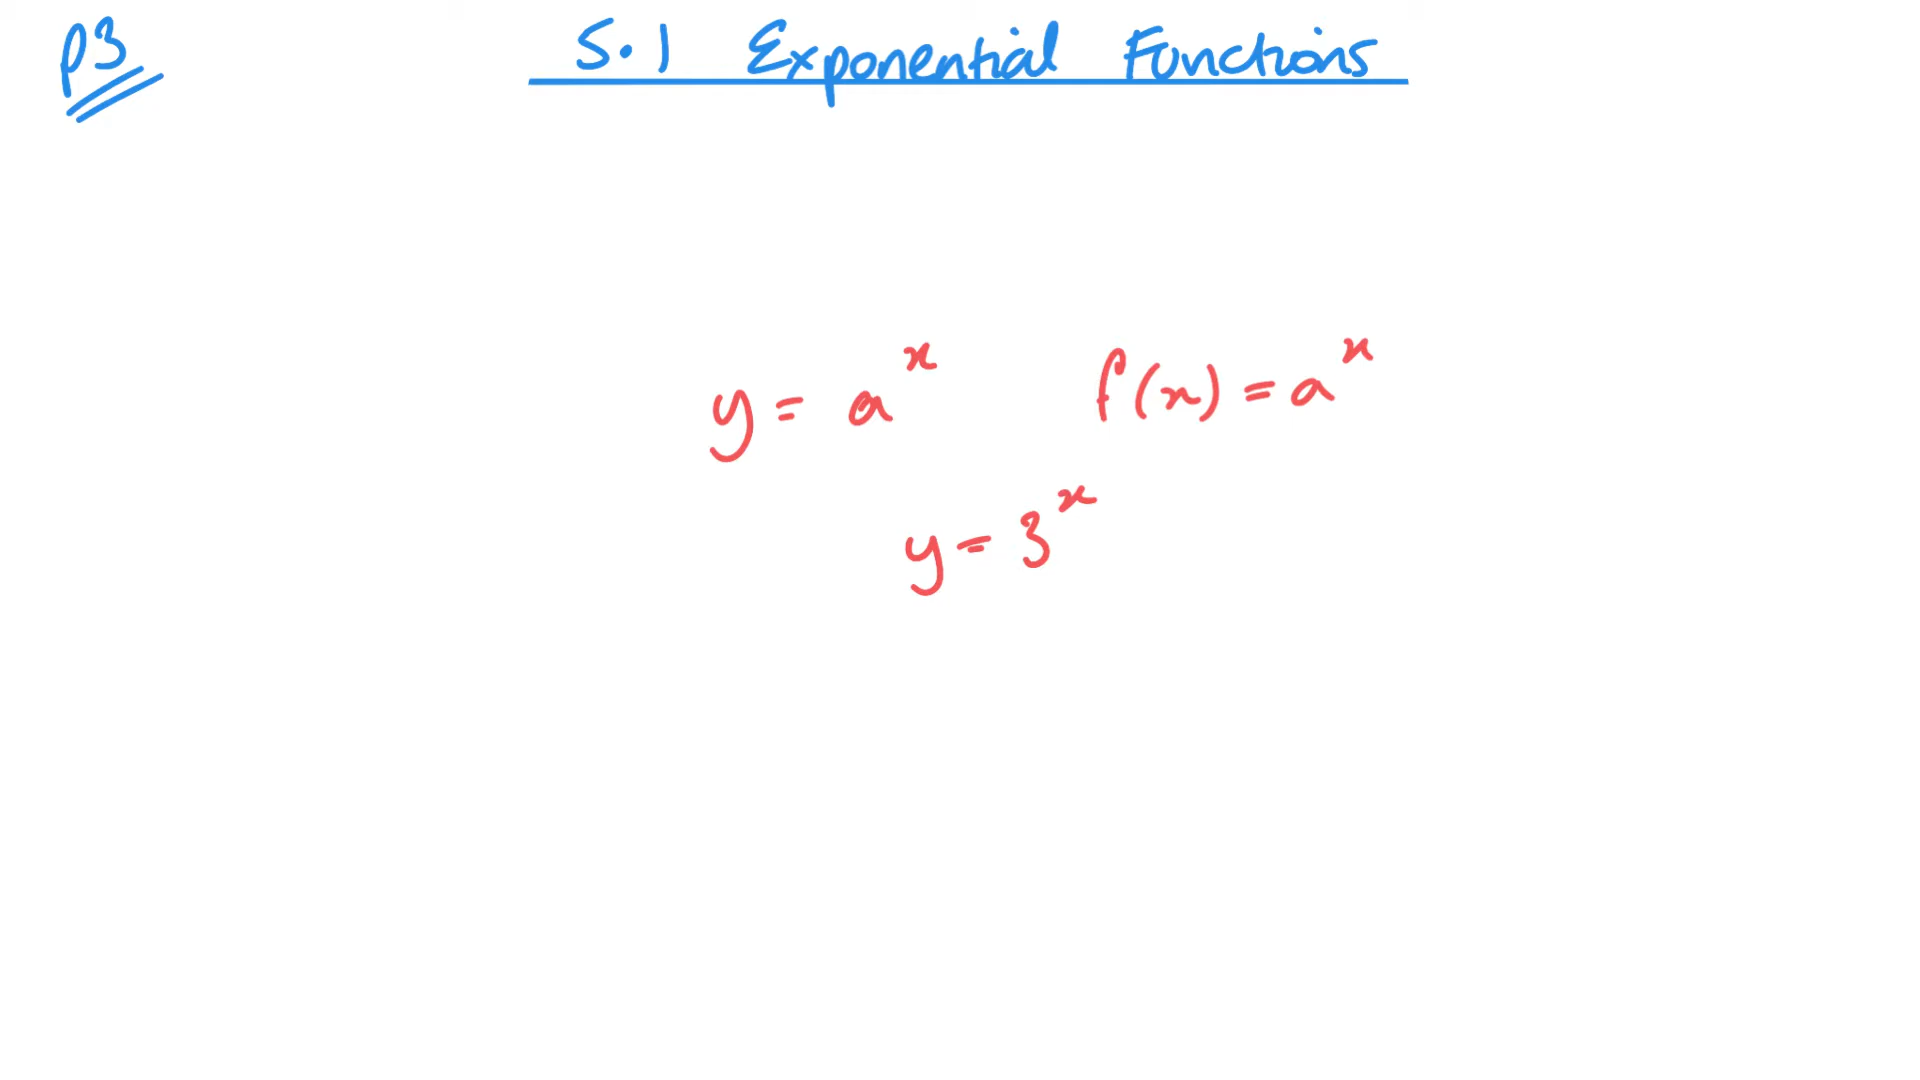 P3 5.1 Exponential Functions
y = a^x f(x) = a^x
y = 3^x